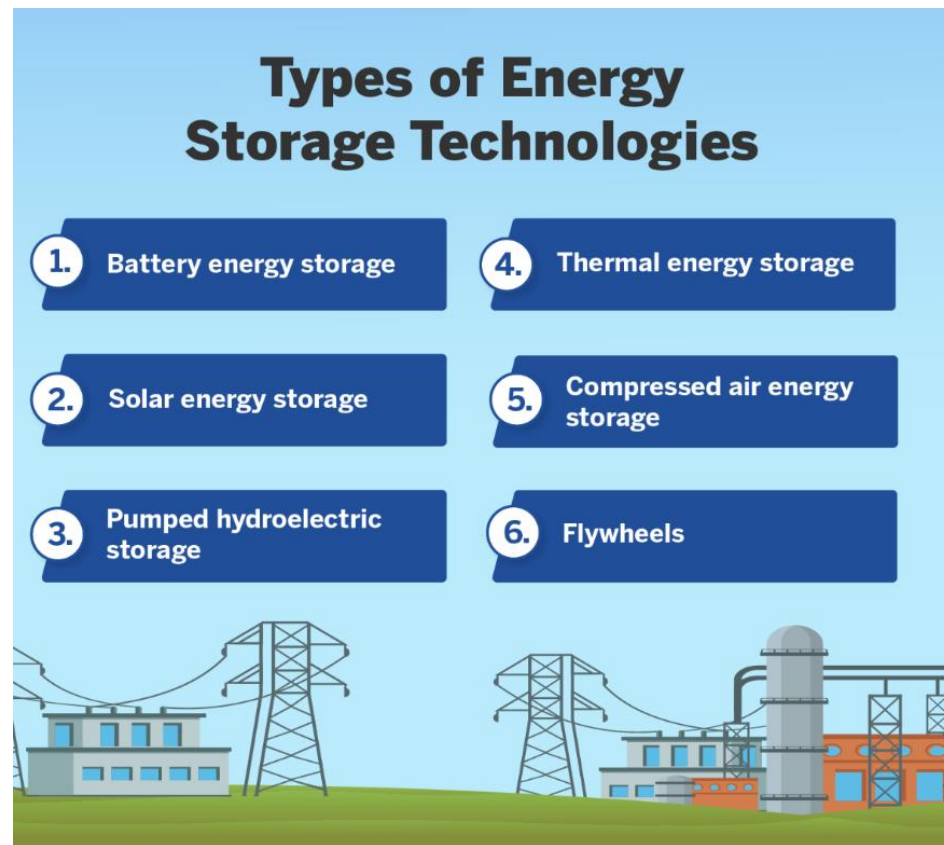 Types of Energy
Storage Technologies
1. Battery energy storage
2. Solar energy storage
3. Pumped hydroelectric
storage
4. Thermal energy storage
5. Compressed air energy
storage
6. Flywheels